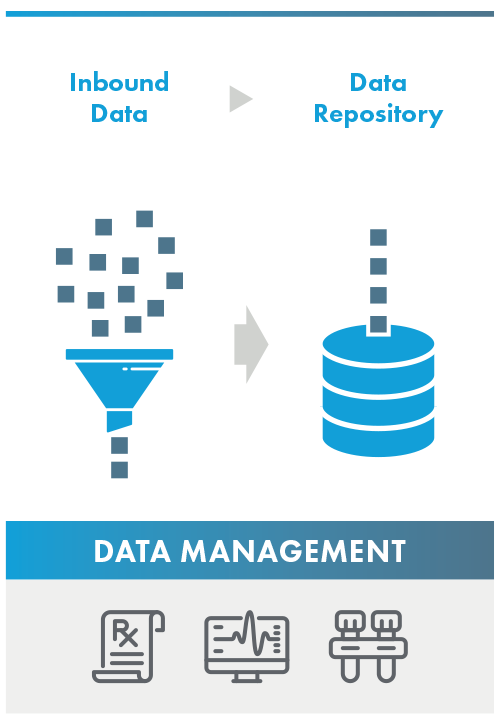 Inbound
Data
Data
Repository
DATA MANAGEMENT
Rx